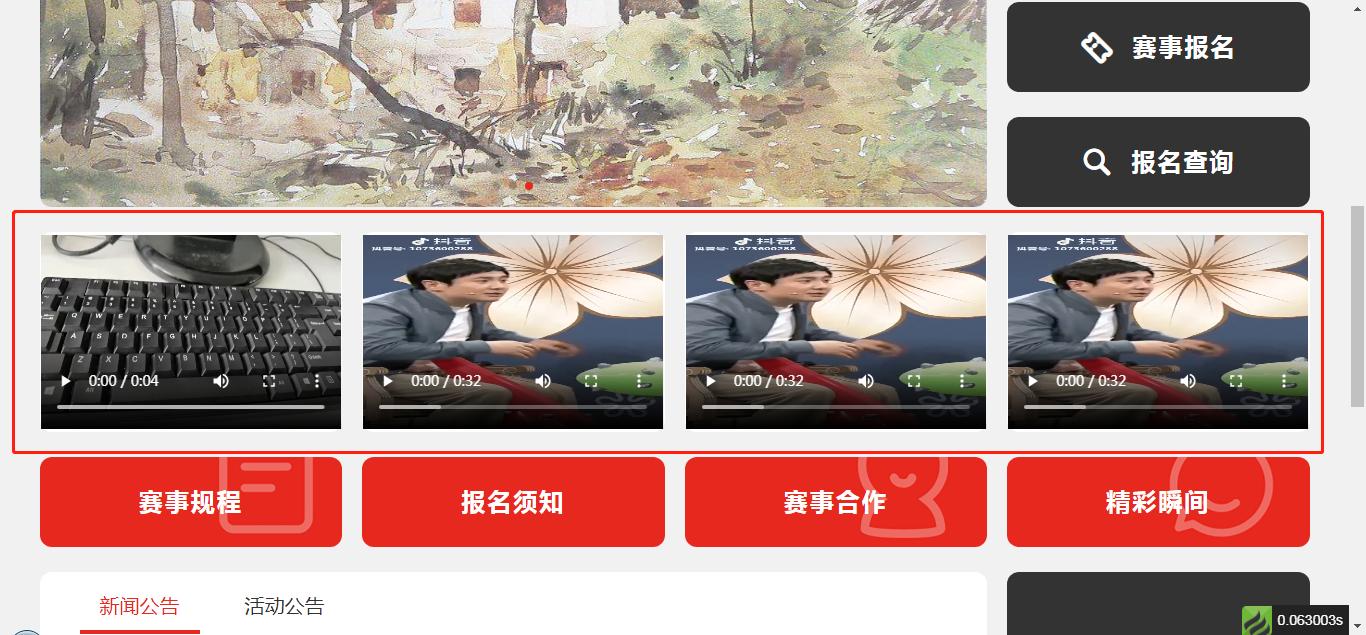 赛事报名
报名查询
抖音
抖音号: 1073600288
抖音
抖音号: 1073600288
抖音
抖音号: 1073600288
Q W E R T Y
A S D F G H J K L
Z X C V B N M
0:00 / 0:04
0:00 / 0:32
0:00 / 0:32
0:00 / 0:32
赛事规程
报名须知
赛事合作
精彩瞬间
新闻公告
活动公告
0.063003s